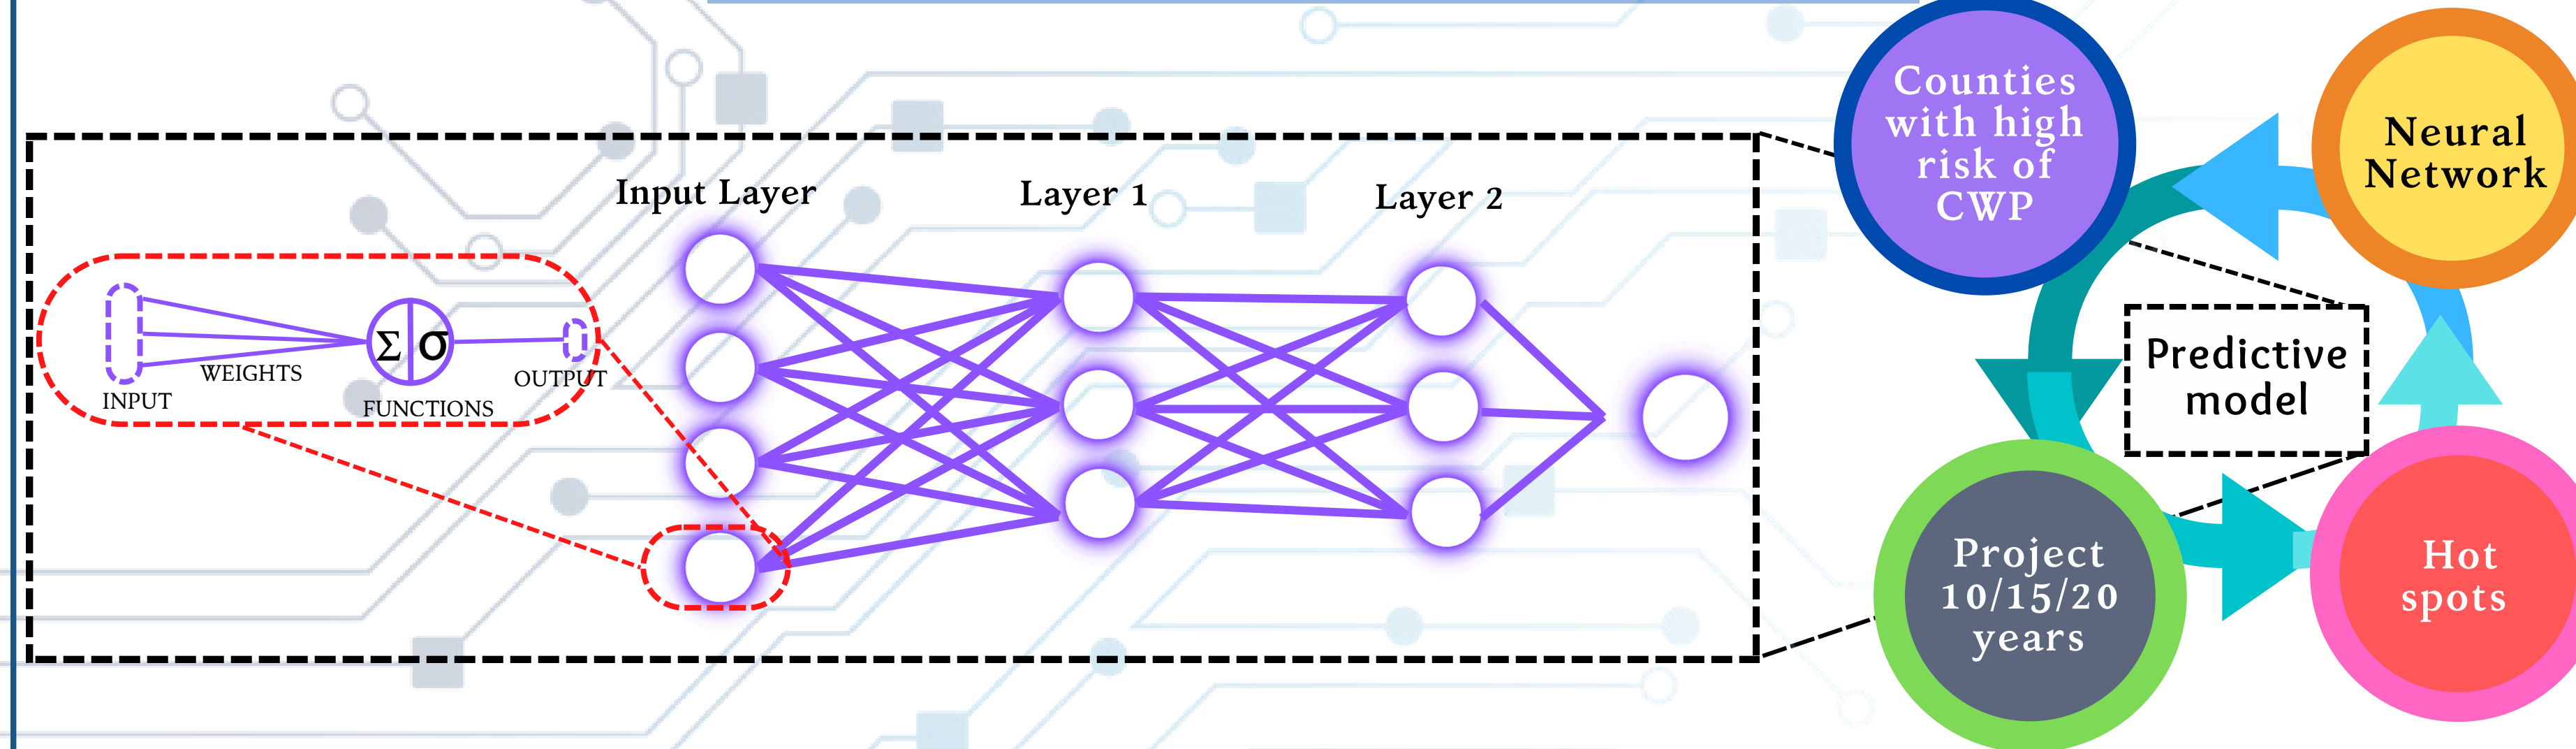 Input Layer
Layer 1
Layer 2
Σ σ
INPUT
WEIGHTS
FUNCTIONS
OUTPUT
Counties
with high
risk of
CWP
Neural
Network
Predictive
model
Project
10/15/20
years
Hot
spots